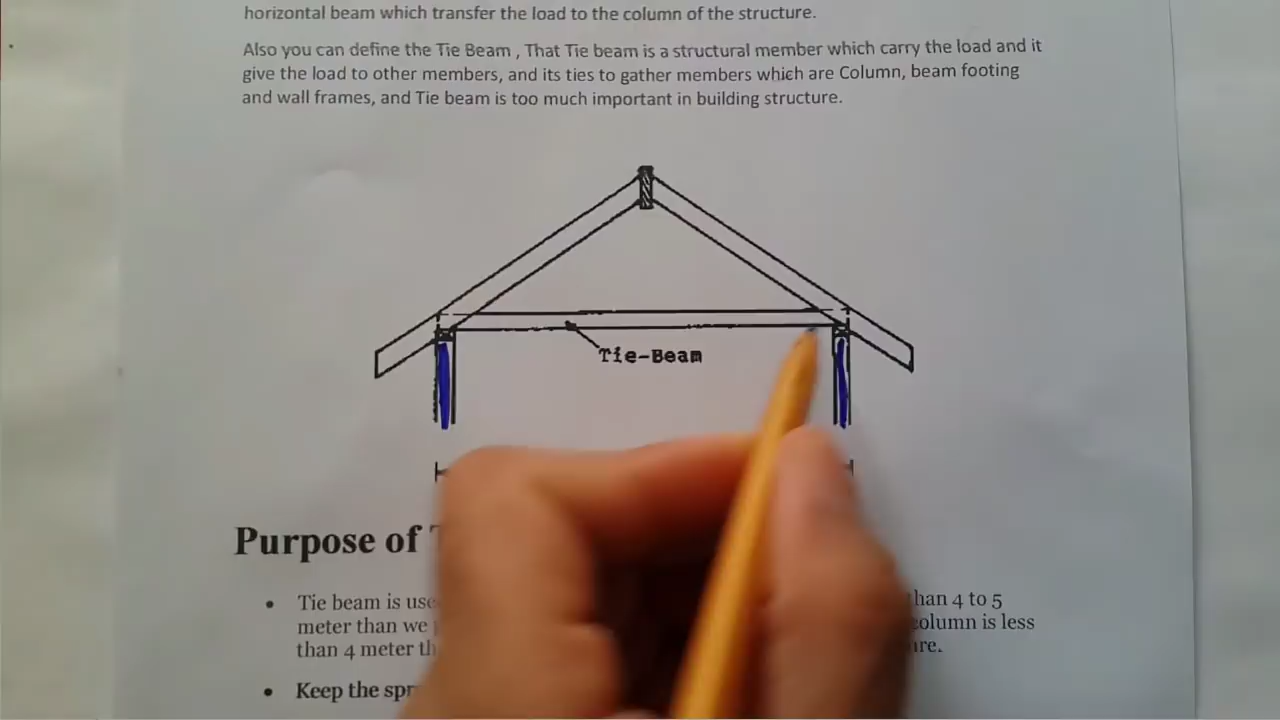 horizontal beam which transfer the load to the column of the structure.
Also you can define the Tie Beam , That Tie beam is a structural member which carry the load and it
give the load to other members, and its ties to gather members which are Column, beam footing
and wall frames, and Tie beam is too much important in building structure.
Tie-Beam
Purpose of
Tie beam is use han 4 to 5
meter than we column is less
than 4 meter th
Keep the spr